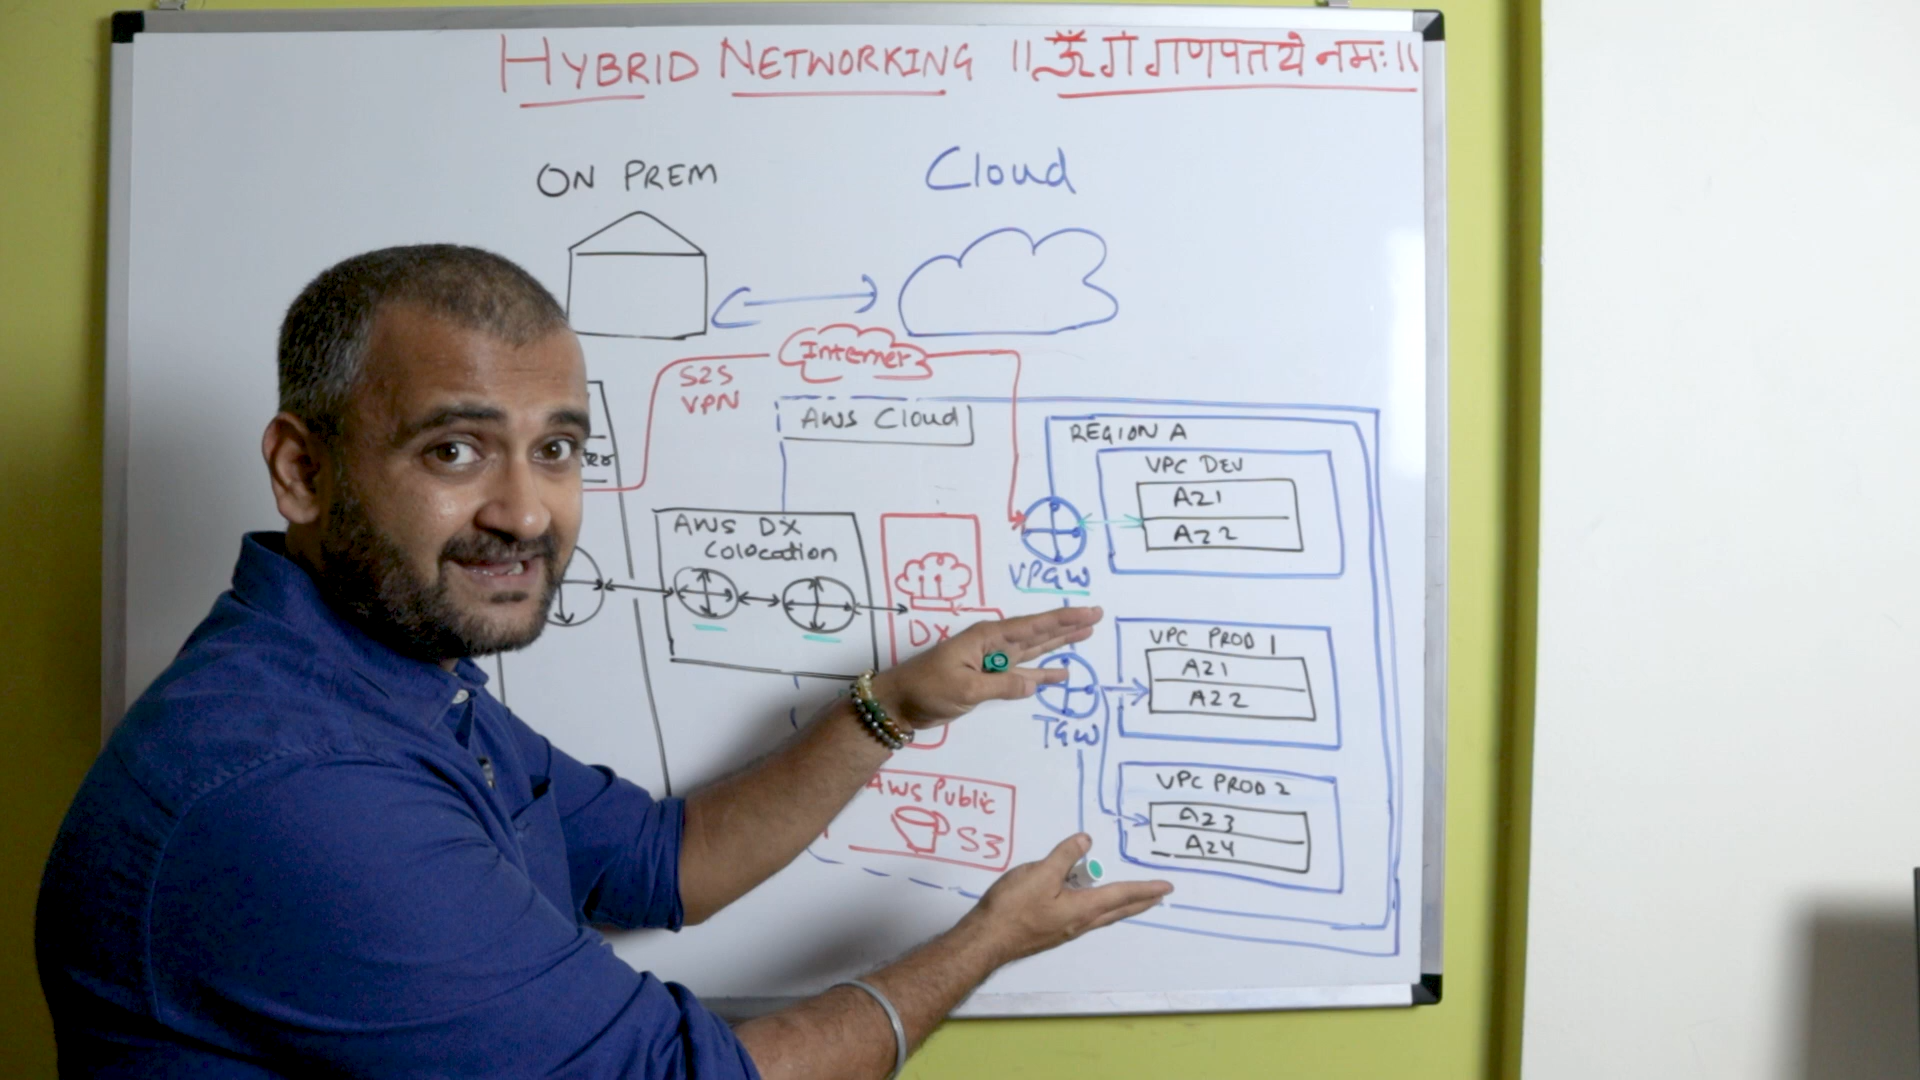 HYBRID NETWORKING ॥ ॐ गं गणपतये नमः ॥
ON PREM
Cloud
Internet
S2S
VPN
AWS Cloud
REGION A
VPC DEV
AZ1
AZ2
AWS DX
Colocation
VPGW
DX
VPC PROD 1
AZ1
AZ2
TGW
VPC PROD 2
AZ3
AZ4
AWS Public
S3